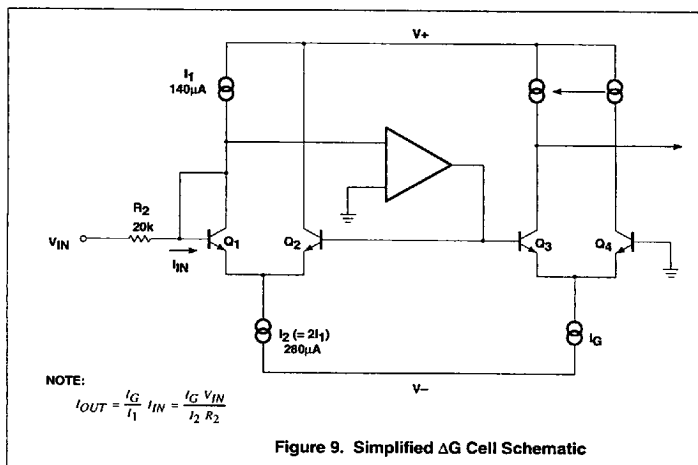 V+
I1
140µA
R2
20k
VIN
IIN
Q1
Q2
Q3
Q4
I2 (= 2I1)
280µA
IG
V–
NOTE:
IOUT = IG/I1 IIN = IG VIN/I2 R2
Figure 9. Simplified ΔG Cell Schematic